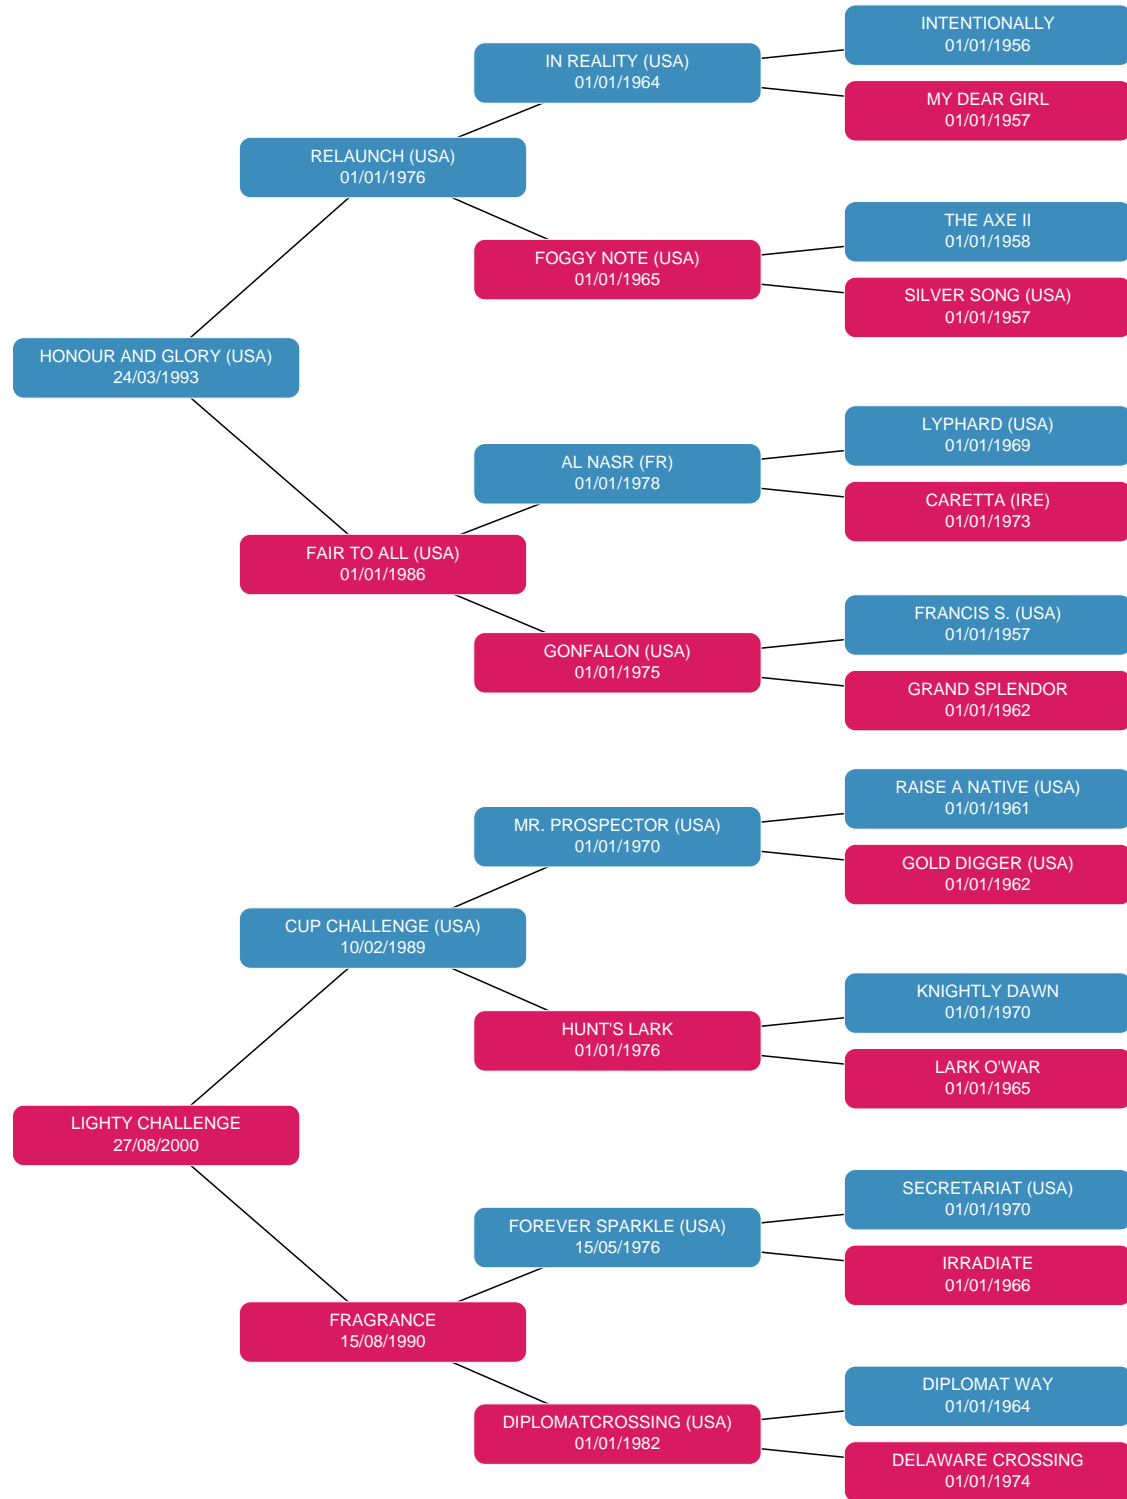 INTENTIONALLY
01/01/1956
IN REALITY (USA)
01/01/1964
MY DEAR GIRL
01/01/1957
RELAUNCH (USA)
01/01/1976
THE AXE II
01/01/1958
FOGGY NOTE (USA)
01/01/1965
SILVER SONG (USA)
01/01/1957
HONOUR AND GLORY (USA)
24/03/1993
LYPHARD (USA)
01/01/1969
AL NASR (FR)
01/01/1978
CARETTA (IRE)
01/01/1973
FAIR TO ALL (USA)
01/01/1986
FRANCIS S. (USA)
01/01/1957
GONFALON (USA)
01/01/1975
GRAND SPLENDOR
01/01/1962
RAISE A NATIVE (USA)
01/01/1961
MR. PROSPECTOR (USA)
01/01/1970
GOLD DIGGER (USA)
01/01/1962
CUP CHALLENGE (USA)
10/02/1989
KNIGHTLY DAWN
01/01/1970
HUNT'S LARK
01/01/1976
LARK O'WAR
01/01/1965
LIGHTY CHALLENGE
27/08/2000
SECRETARIAT (USA)
01/01/1970
FOREVER SPARKLE (USA)
15/05/1976
IRRADIATE
01/01/1966
FRAGRANCE
15/08/1990
DIPLOMAT WAY
01/01/1964
DIPLOMATCROSSING (USA)
01/01/1982
DELAWARE CROSSING
01/01/1974